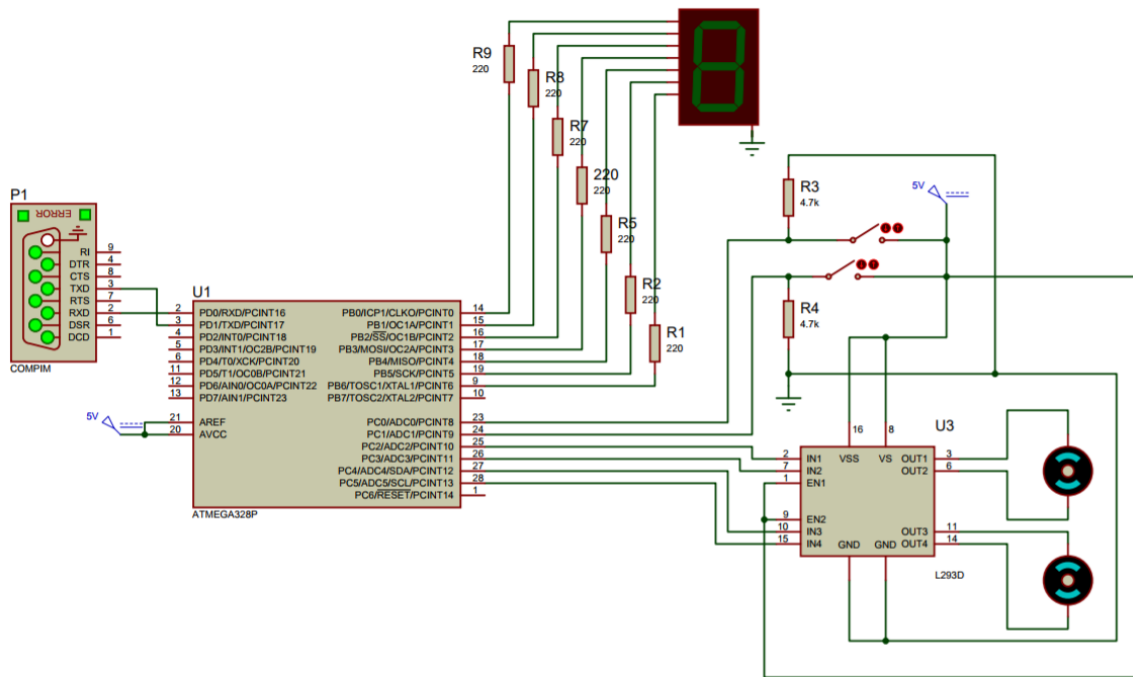 P1
ERROR
RI 9
DTR 4
CTS 8
TXD 3
RTS 7
RXD 2
DSR 6
DCD 1
COMPIM
5V
U1
2 PD0/RXD/PCINT16
3 PD1/TXD/PCINT17
4 PD2/INT0/PCINT18
5 PD3/INT1/OC2B/PCINT19
6 PD4/T0/XCK/PCINT20
11 PD5/T1/OC0B/PCINT21
12 PD6/AIN0/OC0A/PCINT22
13 PD7/AIN1/PCINT23
21 AREF
20 AVCC
PB0/ICP1/CLKO/PCINT0 14
PB1/OC1A/PCINT1 15
PB2/SS/OC1B/PCINT2 16
PB3/MOSI/OC2A/PCINT3 17
PB4/MISO/PCINT4 18
PB5/SCK/PCINT5 19
PB6/TOSC1/XTAL1/PCINT6 9
PB7/TOSC2/XTAL2/PCINT7 10
PC0/ADC0/PCINT8 23
PC1/ADC1/PCINT9 24
PC2/ADC2/PCINT10 25
PC3/ADC3/PCINT11 26
PC4/ADC4/SDA/PCINT12 27
PC5/ADC5/SCL/PCINT13 28
PC6/RESET/PCINT14 1
ATMEGA328P
R9
220
R8
220
R7
220
220
220
R5
220
R2
220
R1
220
R3
4.7k
5V
R4
4.7k
U3
16 8
VSS VS
2 IN1
7 IN2
1 EN1
9 EN2
10 IN3
15 IN4
OUT1 3
OUT2 6
OUT3 11
OUT4 14
GND GND
L293D